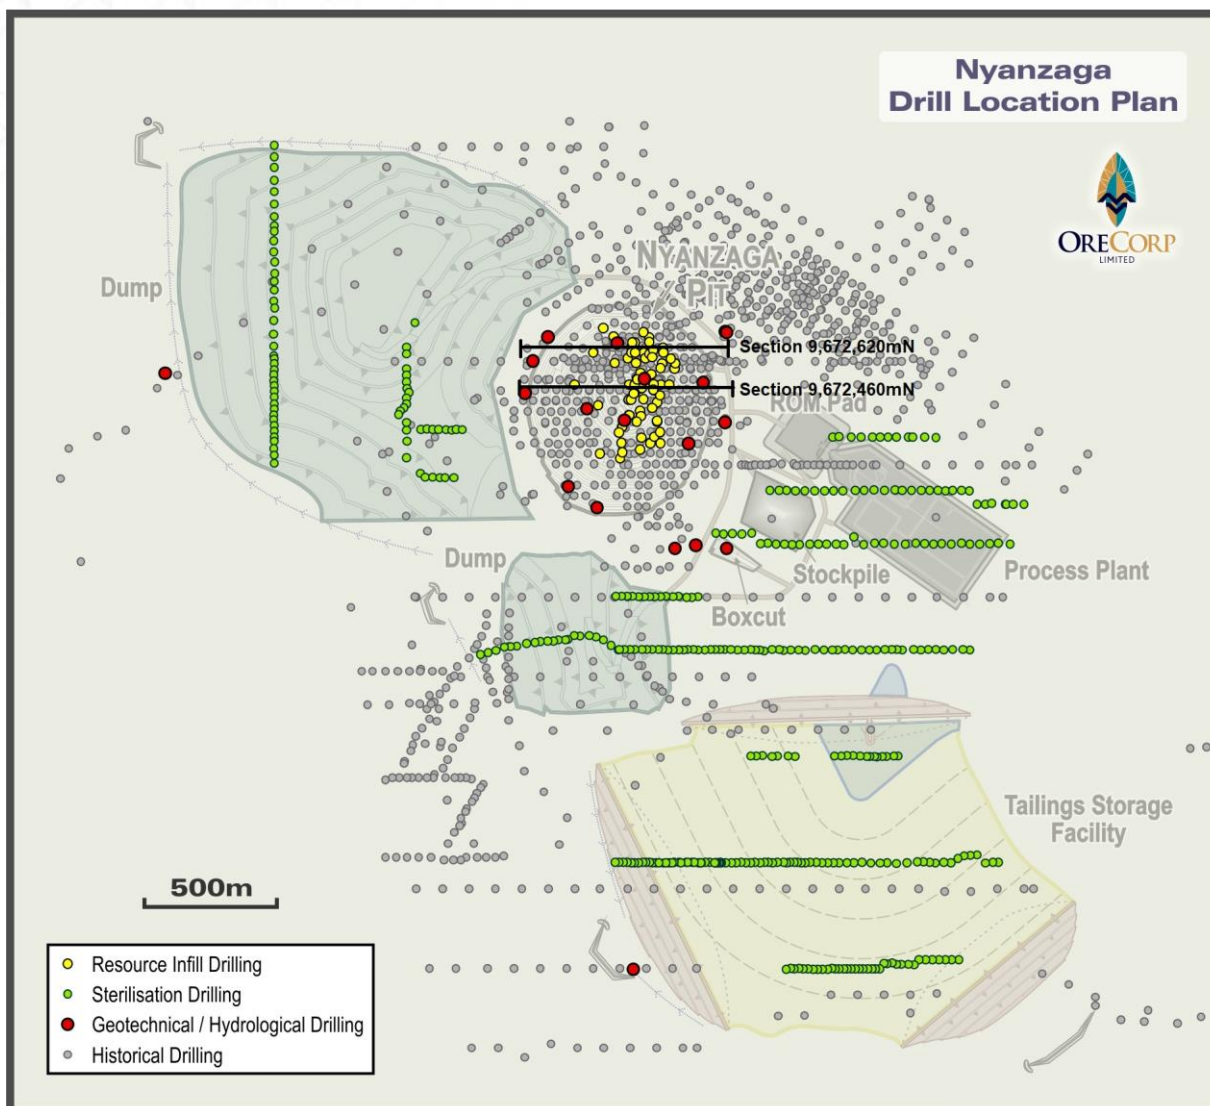 Nyanzaga
Drill Location Plan
ORECORP
LIMITED
NYANZAGA
PIT
Dump
Section 9,672,620mN
Section 9,672,460mN
ROM Pad
Dump
Stockpile
Process Plant
Boxcut
Tailings Storage
Facility
500m
Resource Infill Drilling
Sterilisation Drilling
Geotechnical / Hydrological Drilling
Historical Drilling